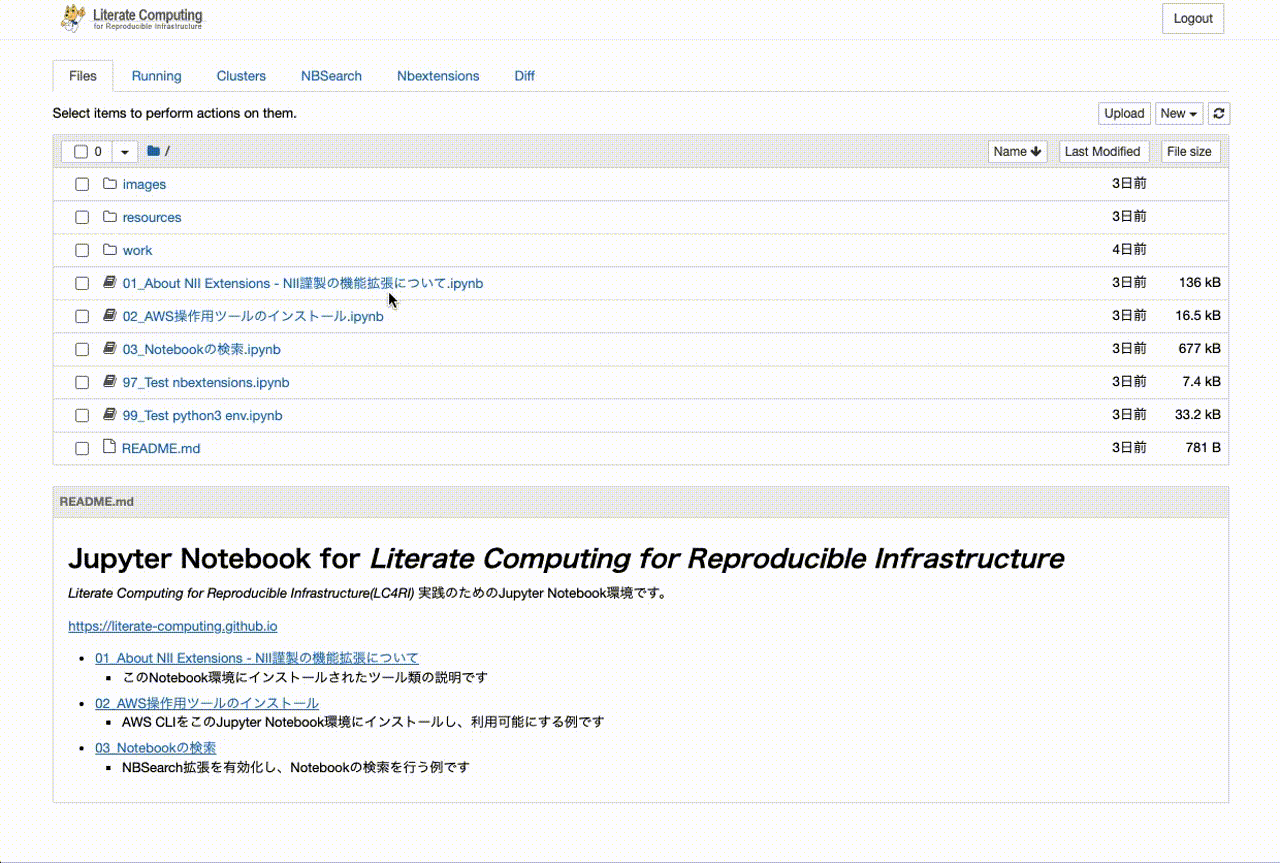 Literate Computing
for Reproducible Infrastructure
Logout
Files Running Clusters NBSearch Nbextensions Diff
Select items to perform actions on them.
Upload New
0 / Name Last Modified File size
images 3日前
resources 3日前
work 4日前
01_About NII Extensions - NII謹製の機能拡張について.ipynb 3日前 136 kB
02_AWS操作用ツールのインストール.ipynb 3日前 16.5 kB
03_Notebookの検索.ipynb 3日前 677 kB
97_Test nbextensions.ipynb 3日前 7.4 kB
99_Test python3 env.ipynb 3日前 33.2 kB
README.md 3日前 781 B
README.md
Jupyter Notebook for Literate Computing for Reproducible Infrastructure
Literate Computing for Reproducible Infrastructure(LC4RI) 実践のためのJupyter Notebook環境です。
https://literate-computing.github.io
01_About NII Extensions - NII謹製の機能拡張について
このNotebook環境にインストールされたツール類の説明です
02_AWS操作用ツールのインストール
AWS CLIをこのJupyter Notebook環境にインストールし、利用可能にする例です
03_Notebookの検索
NBSearch拡張を有効化し、Notebookの検索を行う例です